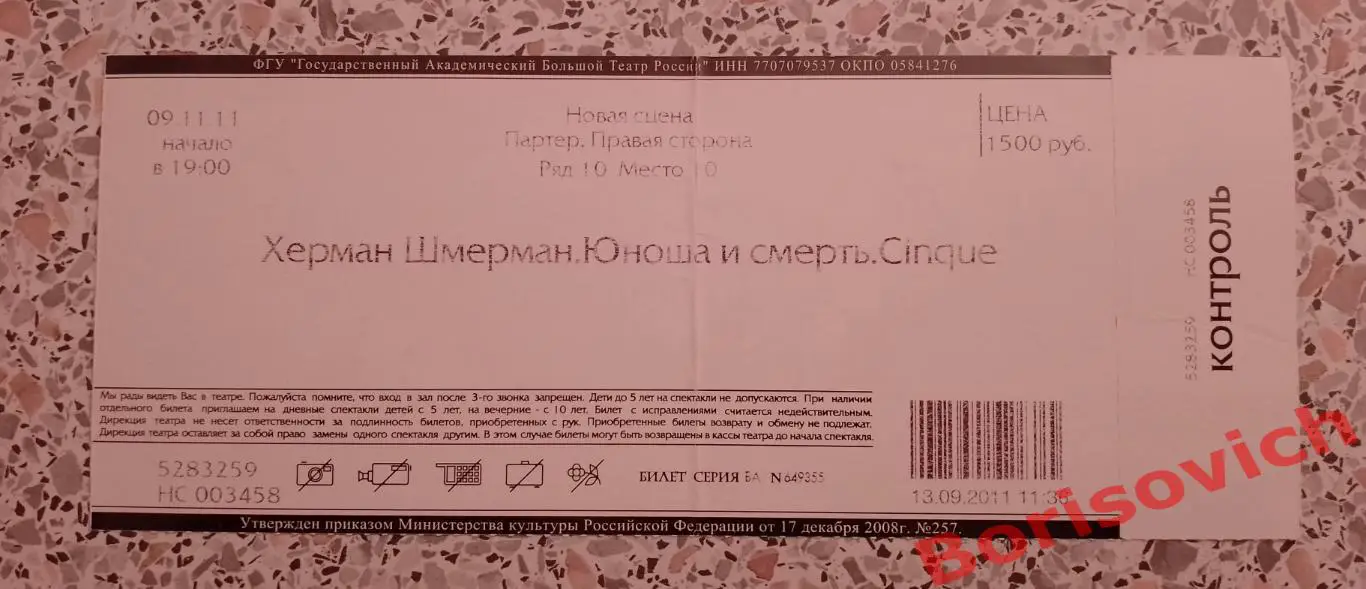 ФГУ "Государственный Академический Большой Театр России" ИНН 7707079537 ОКПО 05841276
09.11.11
начало
в 19:00
Новая сцена
Партер. Правая сторона
Ряд 10 Место 10
ЦЕНА
1500 руб.
Херман Шмерман.Юноша и смерть.Cinque
Мы рады видеть Вас в театре. Пожалуйста помните, что вход в зал после 3-го звонка запрещен. Дети до 5 лет на спектакли не допускаются. При наличии
отдельного билета приглашаем на дневные спектакли детей с 5 лет, на вечерние - с 10 лет. Билет с исправлениями считается недействительным.
Дирекция театра не несет ответственности за подлинность билетов, приобретенных с рук. Приобретенные билеты возврату и обмену не подлежат.
Дирекция театра оставляет за собой право замены одного спектакля другим. В этом случае билеты могут быть возвращены в кассы театра до начала спектакля.
5283259
НС 003458
БИЛЕТ СЕРИЯ БА N 649355
13.09.2011 11:36
Утвержден приказом Министерства культуры Российской Федерации от 17 декабря 2008г. №257.
5283259 НС 003458
КОНТРОЛЬ
Borisovich